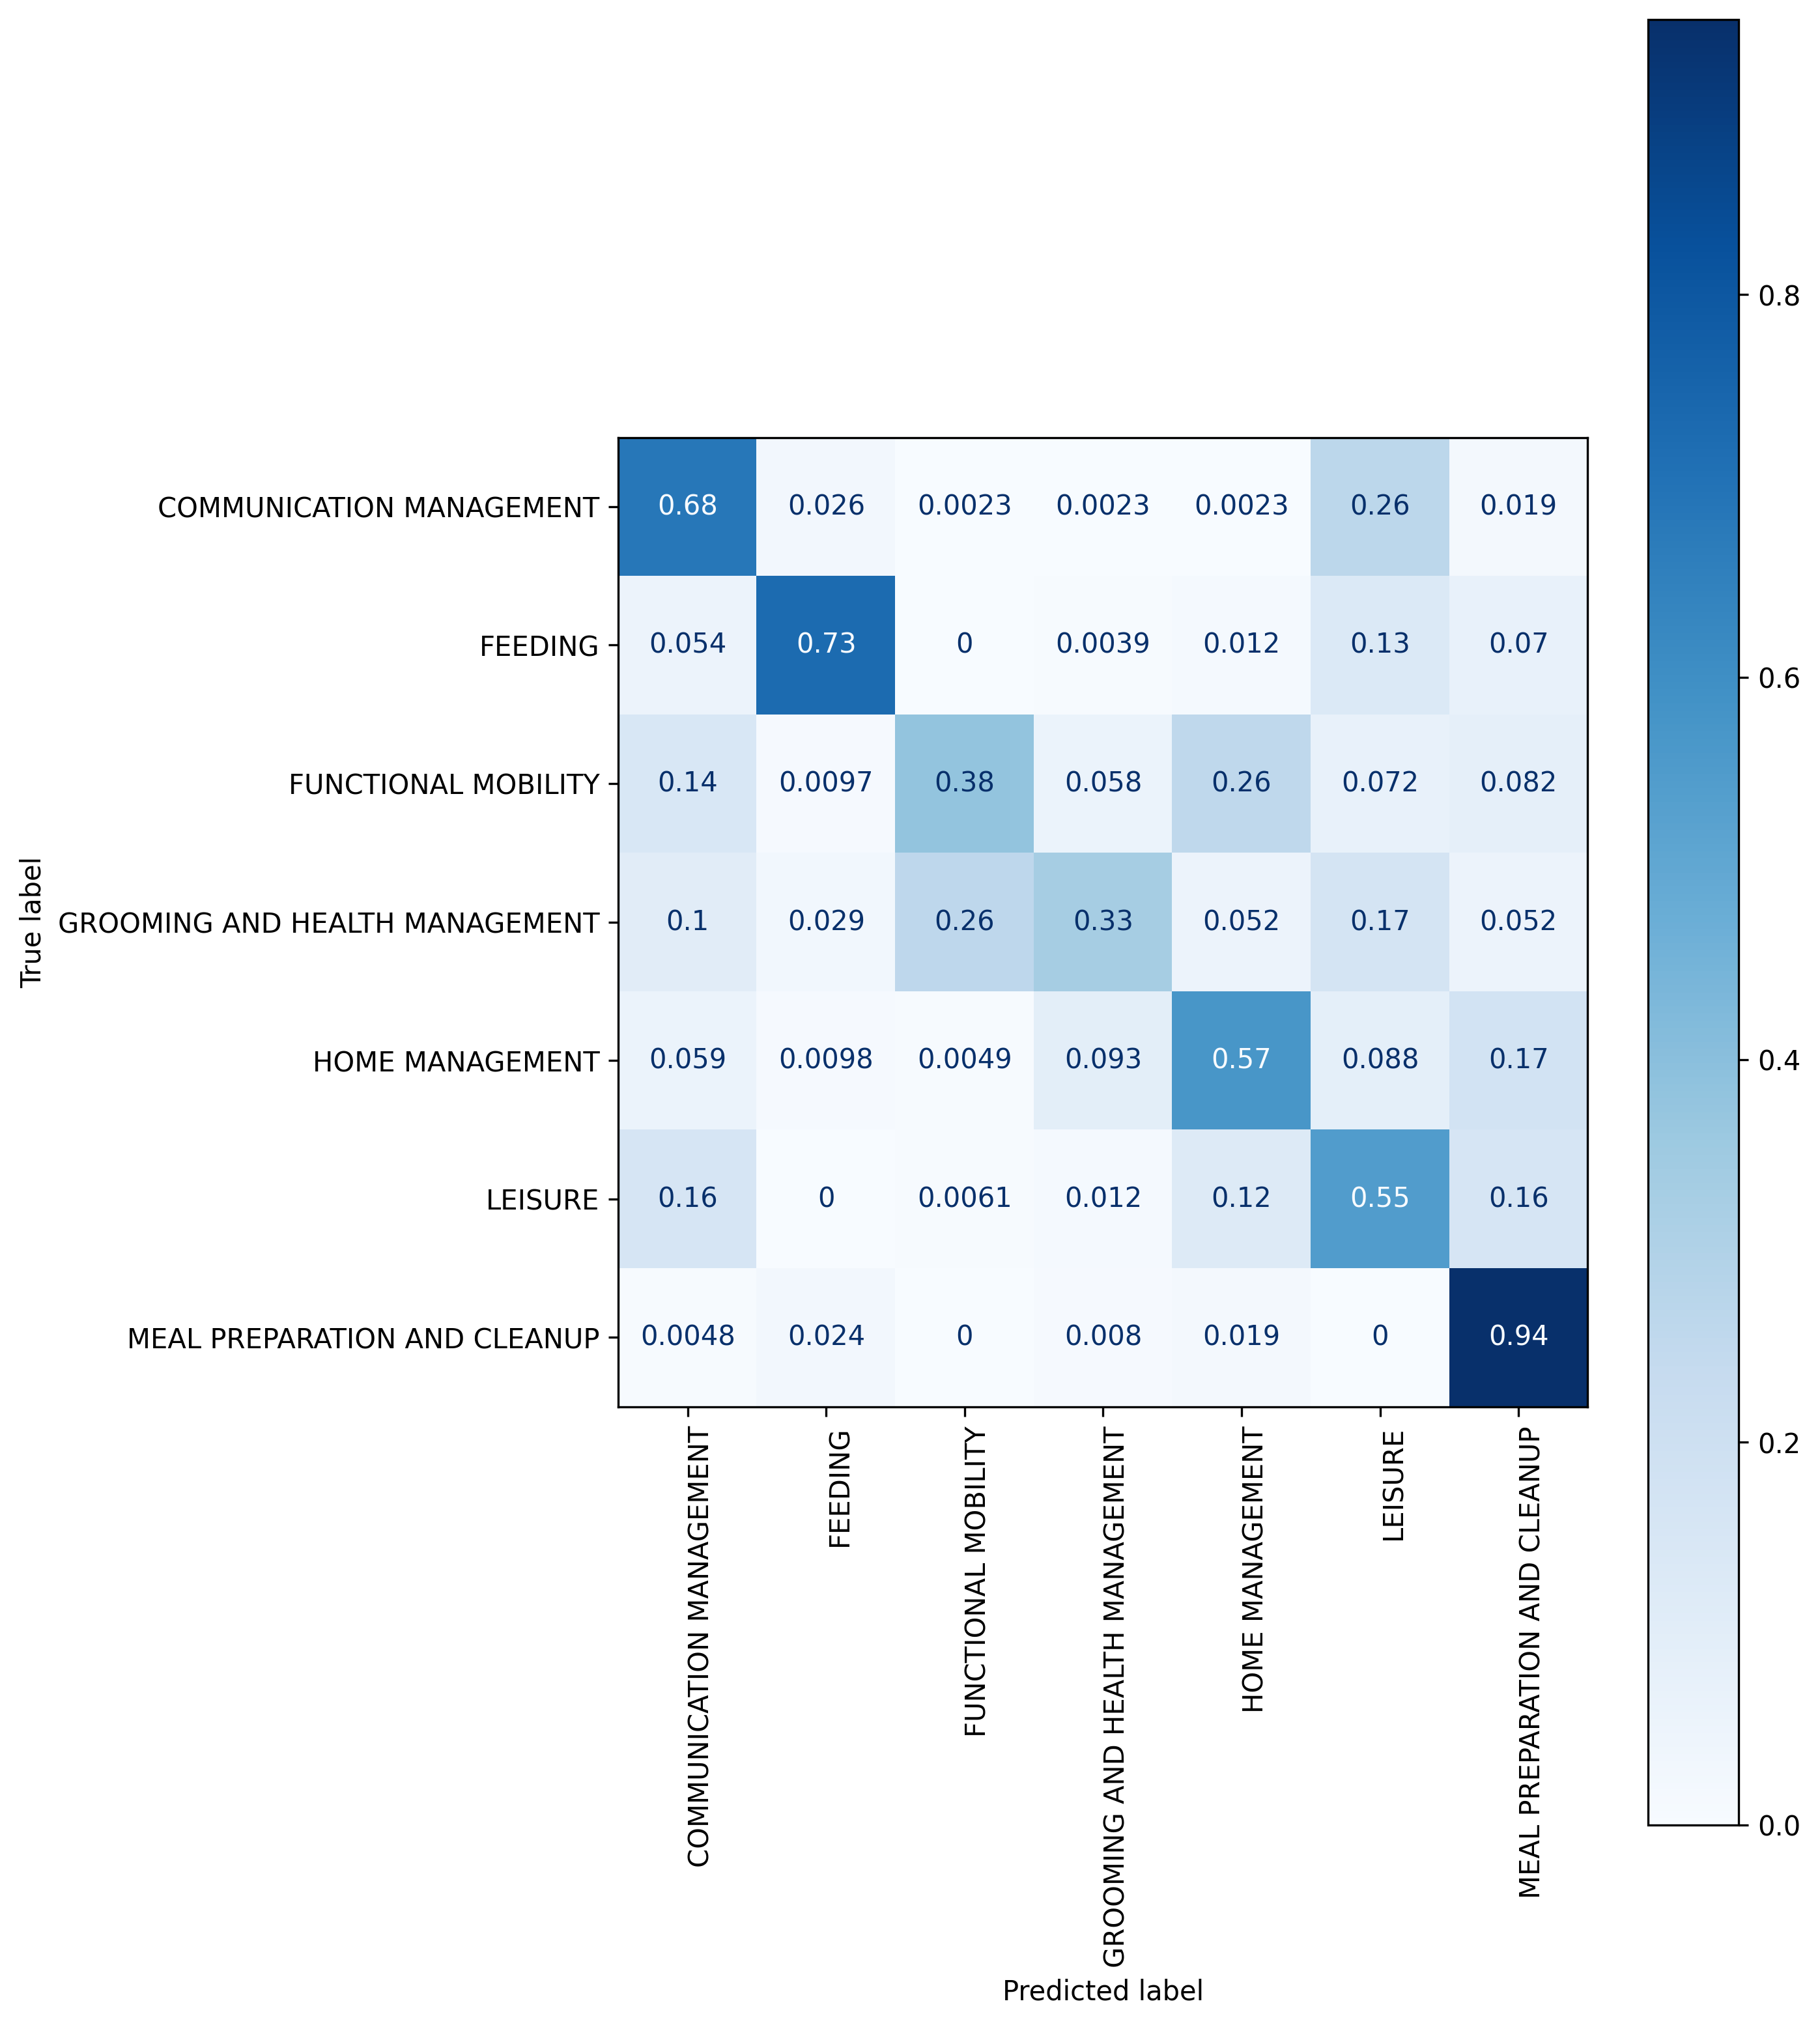 COMMUNICATION MANAGEMENT 0.68 0.026 0.0023 0.0023 0.0023 0.26 0.019
FEEDING 0.054 0.73 0 0.0039 0.012 0.13 0.07
FUNCTIONAL MOBILITY 0.14 0.0097 0.38 0.058 0.26 0.072 0.082
GROOMING AND HEALTH MANAGEMENT 0.1 0.029 0.26 0.33 0.052 0.17 0.052
HOME MANAGEMENT 0.059 0.0098 0.0049 0.093 0.57 0.088 0.17
LEISURE 0.16 0 0.0061 0.012 0.12 0.55 0.16
MEAL PREPARATION AND CLEANUP 0.0048 0.024 0 0.008 0.019 0 0.94
True label
COMMUNICATION MANAGEMENT
FEEDING
FUNCTIONAL MOBILITY
GROOMING AND HEALTH MANAGEMENT
HOME MANAGEMENT
LEISURE
MEAL PREPARATION AND CLEANUP
Predicted label
0.8
0.6
0.4
0.2
0.0